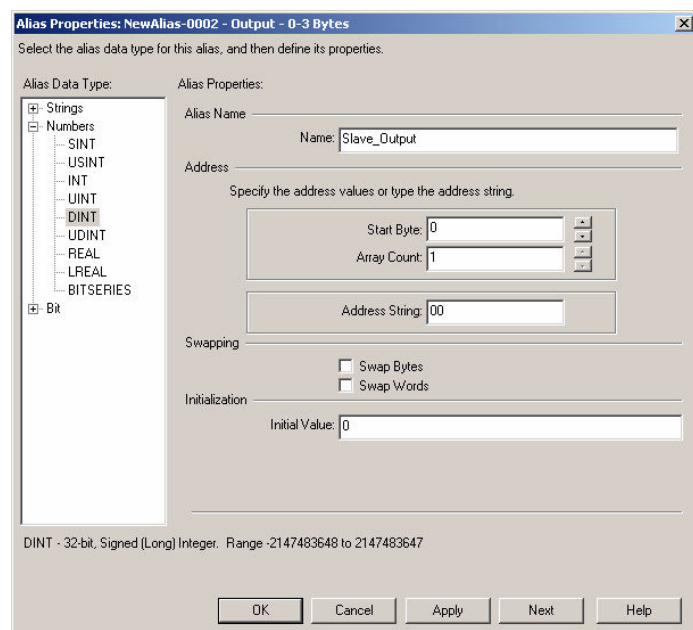 Alias Properties: NewAlias-0002 - Output - 0-3 Bytes
Select the alias data type for this alias, and then define its properties.
Alias Data Type:
Strings
Numbers
SINT
USINT
INT
UINT
DINT
UDINT
REAL
LREAL
BITSERIES
Bit
Alias Properties:
Alias Name
Name: Slave_Output
Address
Specify the address values or type the address string.
Start Byte: 0
Array Count: 1
Address String: 00
Swapping
Swap Bytes
Swap Words
Initialization
Initial Value: 0
DINT - 32-bit, Signed (Long) Integer. Range -2147483648 to 2147483647
OK Cancel Apply Next Help